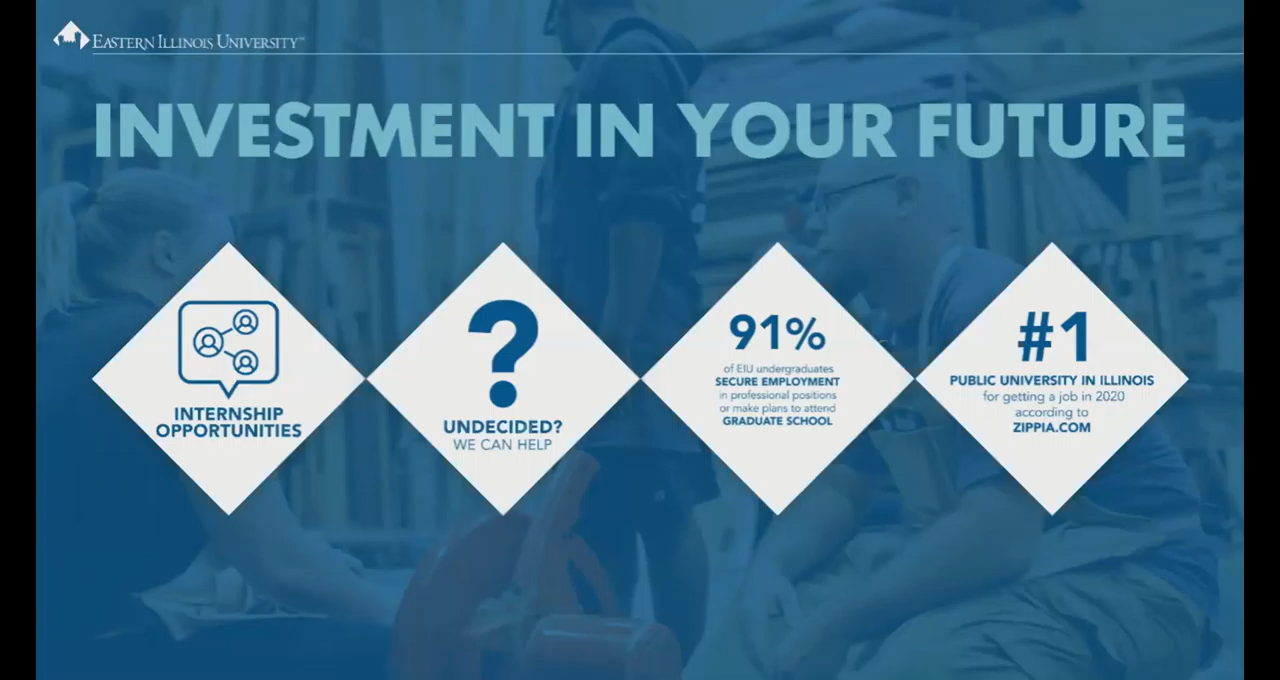 EASTERN ILLINOIS UNIVERSITY™
INVESTMENT IN YOUR FUTURE
INTERNSHIP
OPPORTUNITIES
?
UNDECIDED?
WE CAN HELP
91%
of EIU undergraduates
SECURE EMPLOYMENT
in professional positions
or make plans to attend
GRADUATE SCHOOL
#1
PUBLIC UNIVERSITY IN ILLINOIS
for getting a job in 2020
according to
ZIPPIA.COM